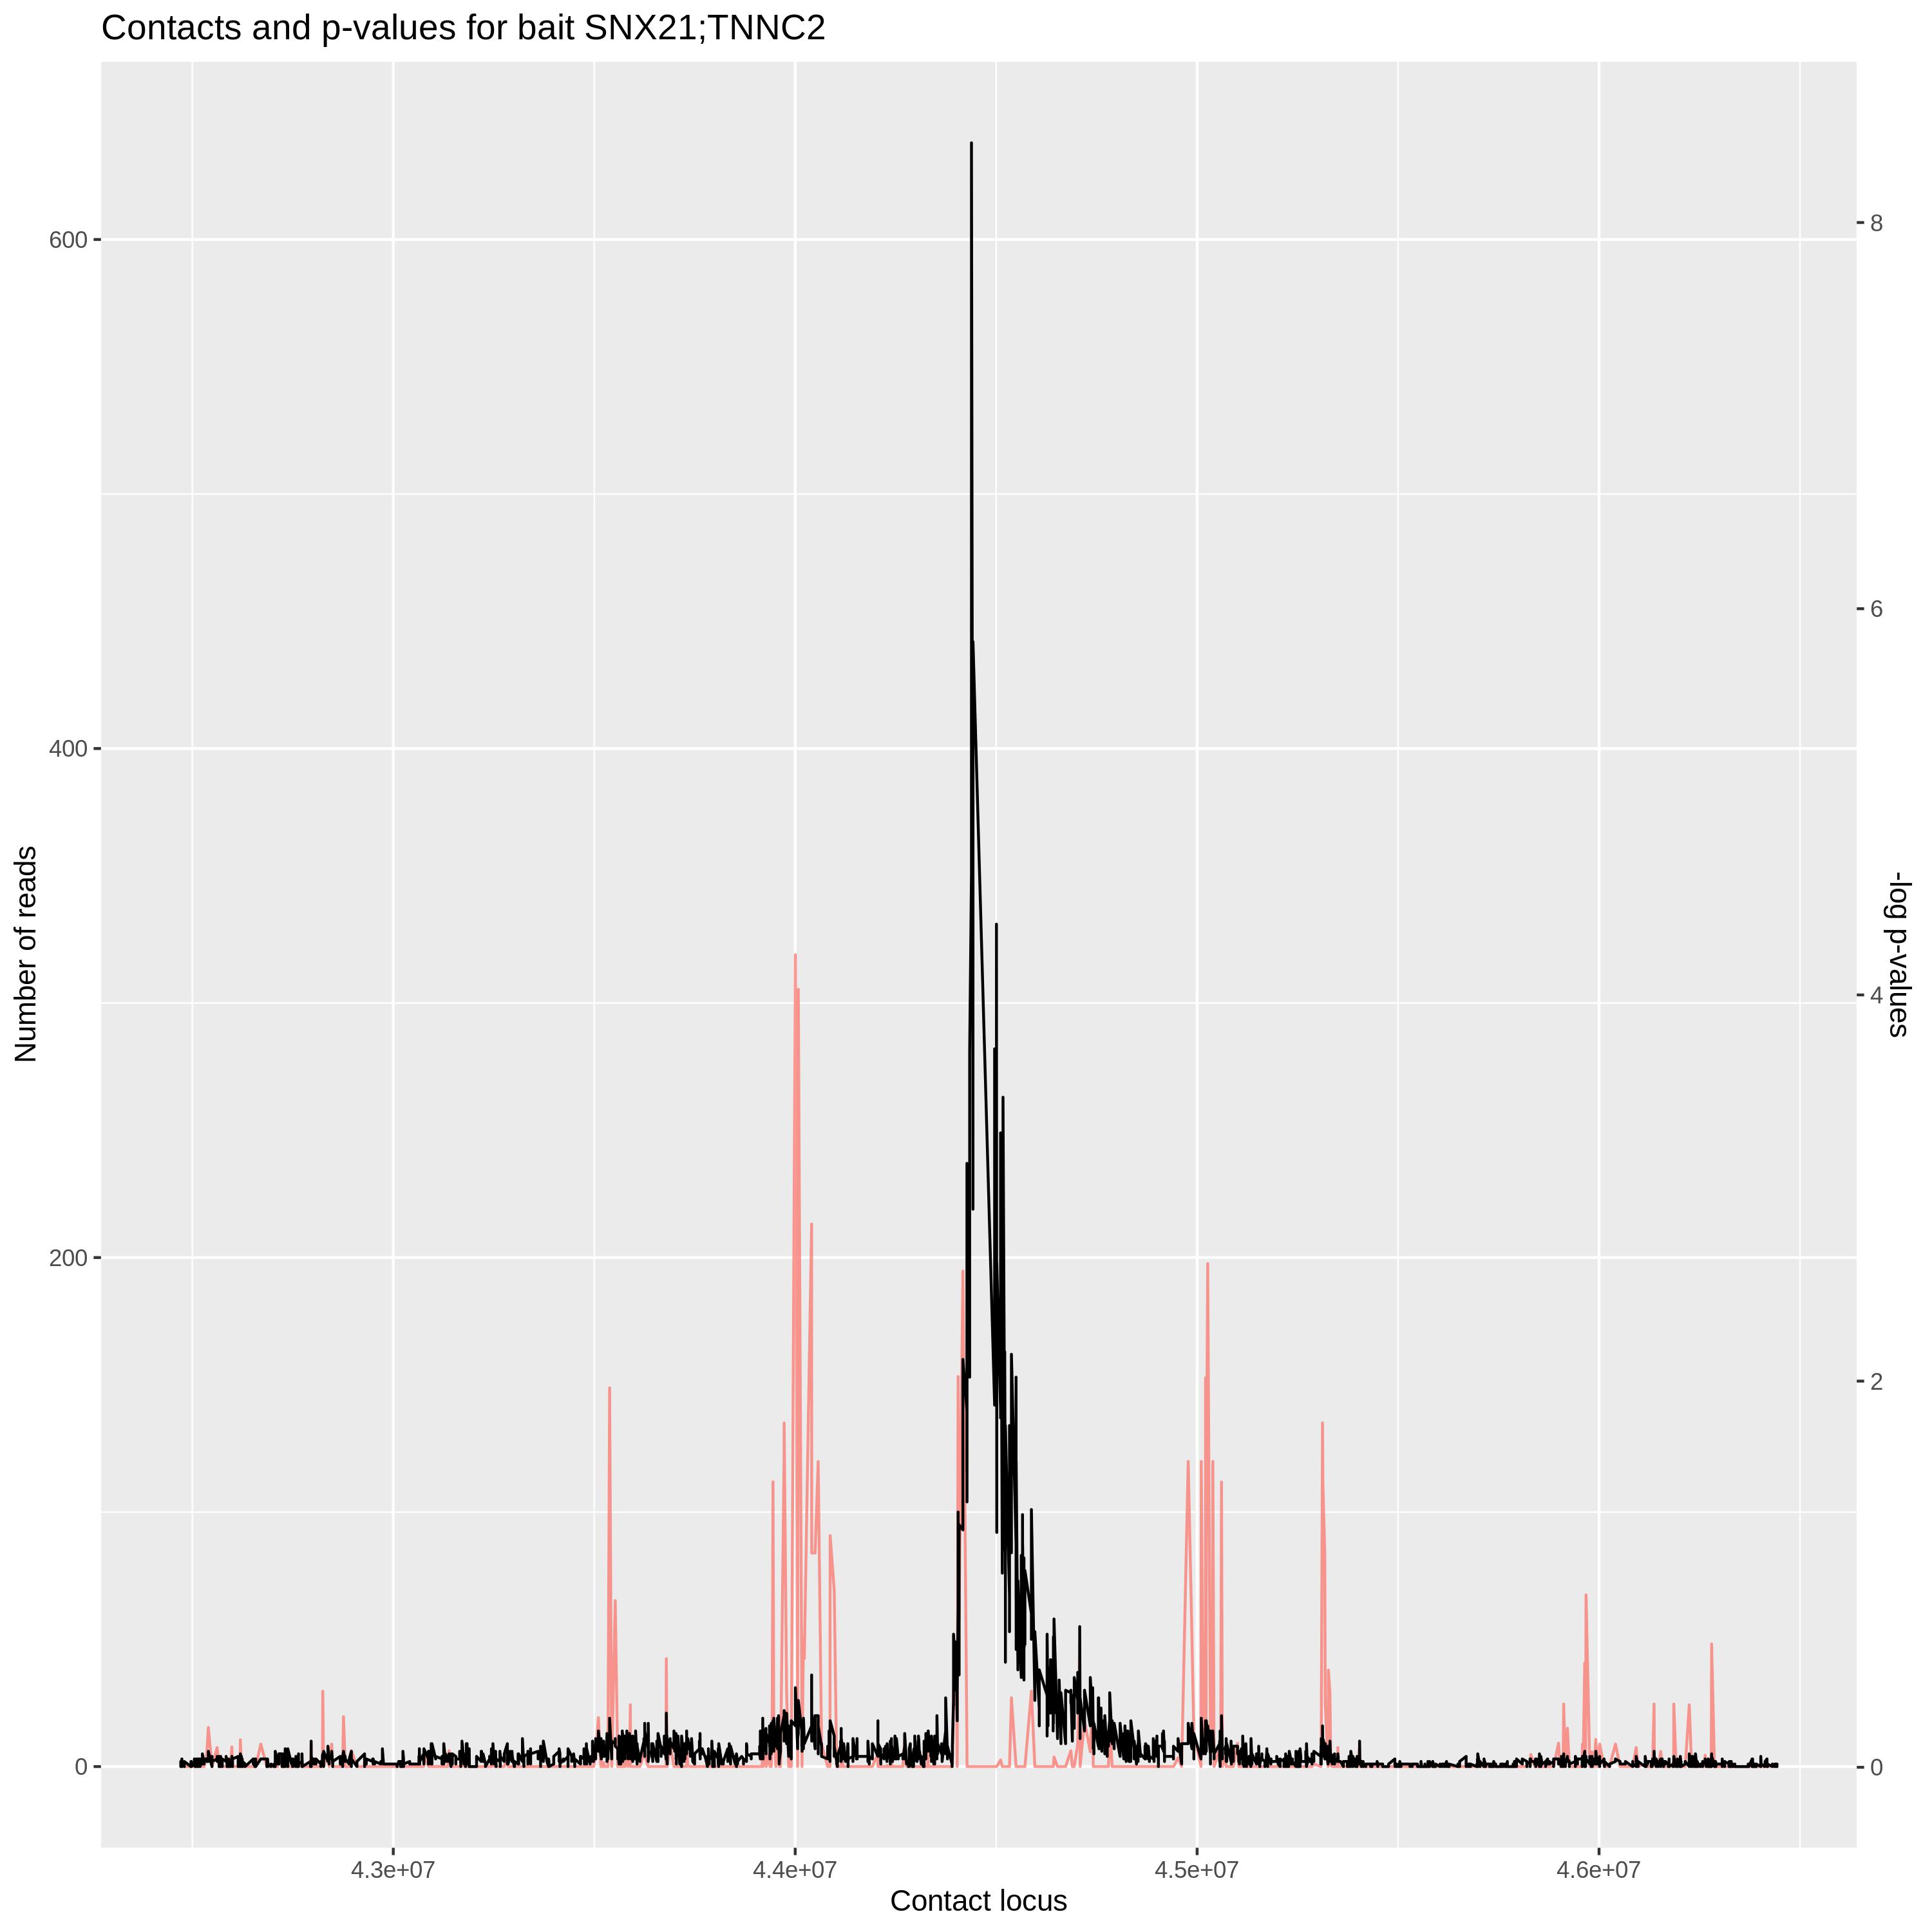 Contacts and p-values for bait SNX21;TNNC2
Number of reads
600
400
200
0
8
6
4
2
0
-log p-values
4.3e+07
4.4e+07
4.5e+07
4.6e+07
Contact locus